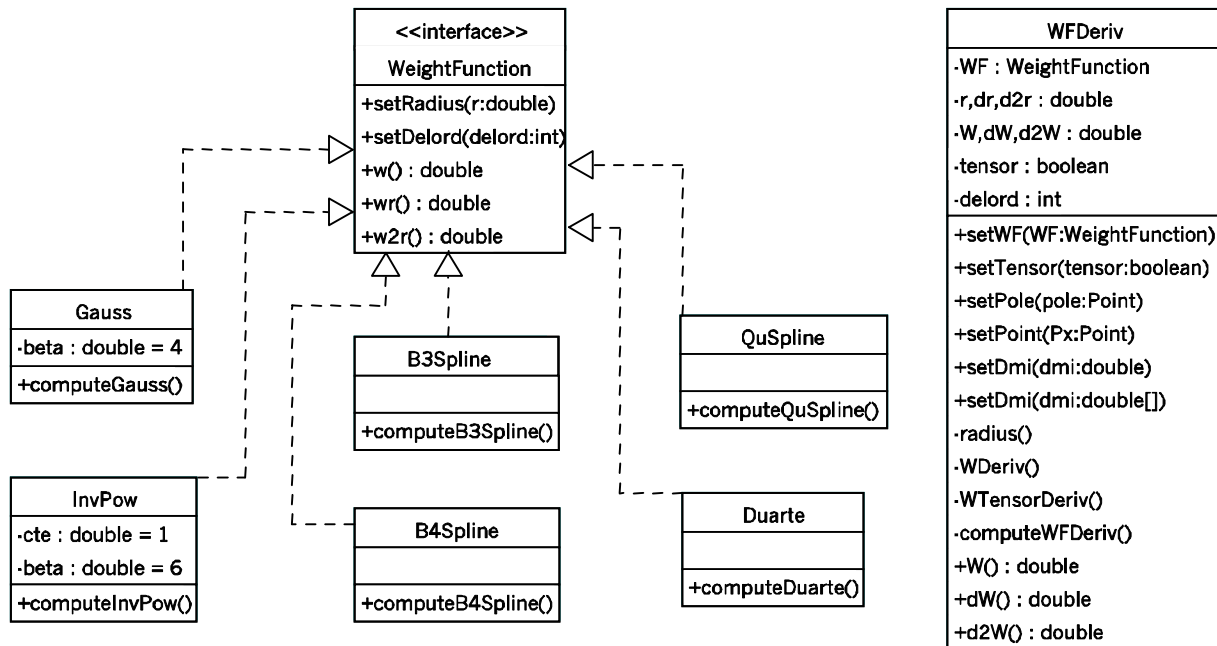 <<interface>>
WeightFunction
+setRadius(r:double)
+setDelord(delord:int)
+w() : double
+wr() : double
+w2r() : double
Gauss
-beta : double = 4
+computeGauss()
InvPow
-cte : double = 1
-beta : double = 6
+computeInvPow()
B3Spline
+computeB3Spline()
B4Spline
+computeB4Spline()
QuSpline
+computeQuSpline()
Duarte
+computeDuarte()
WFDeriv
-WF : WeightFunction
-r,dr,d2r : double
-W,dW,d2W : double
-tensor : boolean
-delord : int
+setWF(WF:WeightFunction)
+setTensor(tensor:boolean)
+setPole(pole:Point)
+setPoint(Px:Point)
+setDmi(dmi:double)
+setDmi(dmi:double[])
-radius()
-WDeriv()
-WTensorDeriv()
-computeWFDeriv()
+W() : double
+dW() : double
+d2W() : double